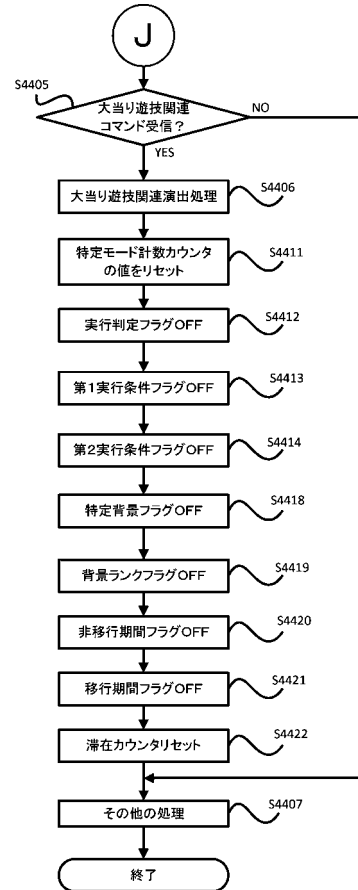 J
S4405
大当り遊技関連
コマンド受信？
NO
YES
大当り遊技関連演出処理
S4406
特定モード計数カウンタ
の値をリセット
S4411
実行判定フラグOFF
S4412
第1実行条件フラグOFF
S4413
第2実行条件フラグOFF
S4414
特定背景フラグOFF
S4418
背景ランクフラグOFF
S4419
非移行期間フラグOFF
S4420
移行期間フラグOFF
S4421
滞在カウンタリセット
S4422
その他の処理
S4407
終了